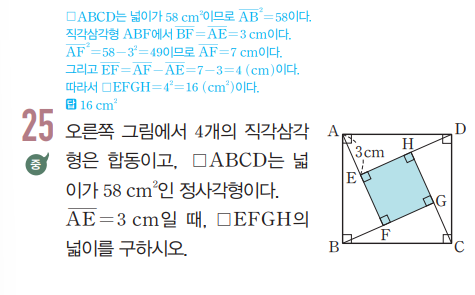 □ABCD는 넓이가 58 cm²이므로 AB²=58이다.
직각삼각형 ABF에서 BF=AE=3 cm이다.
AF²=58-3²=49이므로 AF=7 cm이다.
그리고 EF=AF-AE=7-3=4 (cm)이다.
따라서 □EFGH=4²=16 (cm²)이다.
답 16 cm²
25
중
오른쪽 그림에서 4개의 직각삼각
형은 합동이고, □ABCD는 넓
이가 58 cm²인 정사각형이다.
AE=3 cm일 때, □EFGH의
넓이를 구하시오.
A
D
H
3cm
E
G
F
B
C